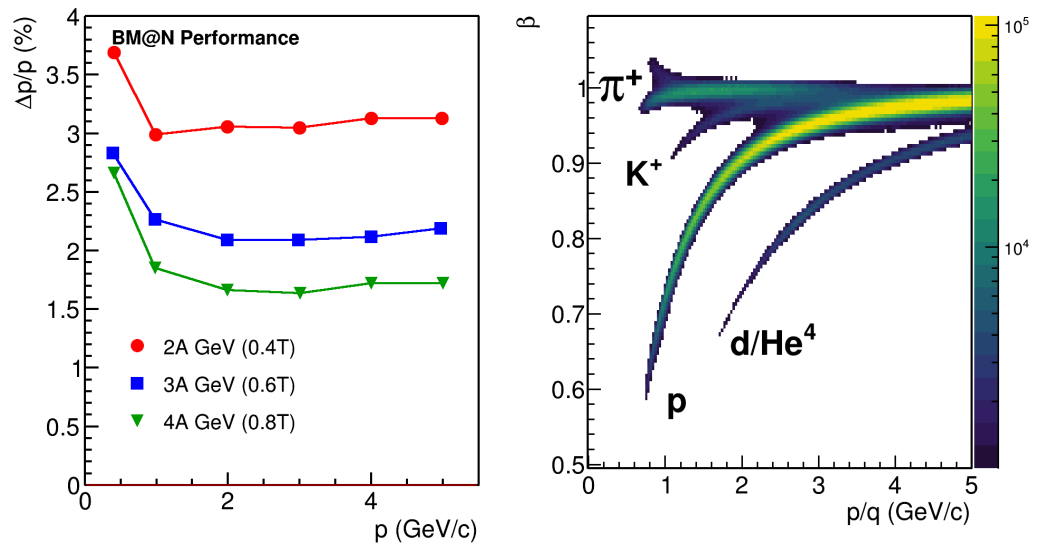 BM@N Performance
Δp/p (%)
4
3.5
3
2.5
2
1.5
1
0.5
0
2A GeV (0.4T)
3A GeV (0.6T)
4A GeV (0.8T)
0 2 4
p (GeV/c)
β
1
0.9
0.8
0.7
0.6
0.5
π⁺
K⁺
d/He⁴
p
0 1 2 3 4 5
p/q (GeV/c)
10⁵
10⁴